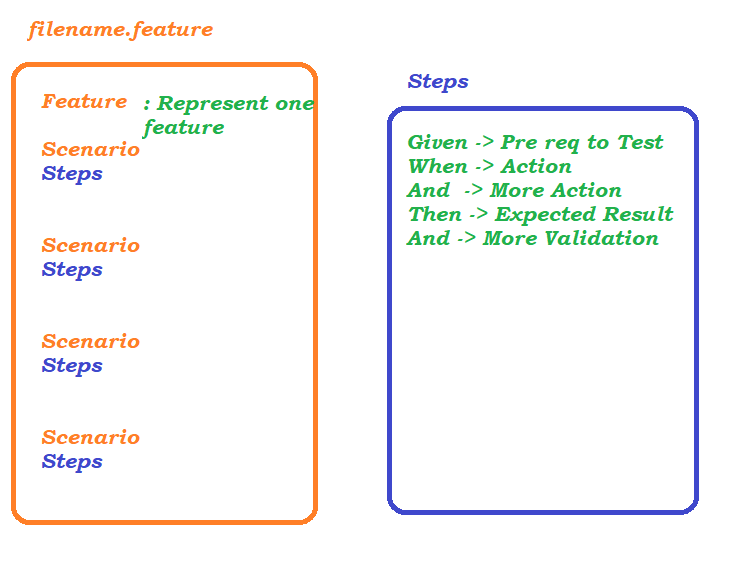 filename.feature
Feature : Represent one
feature
Scenario
Steps
Scenario
Steps
Scenario
Steps
Scenario
Steps
Steps
Given -> Pre req to Test
When -> Action
And -> More Action
Then -> Expected Result
And -> More Validation